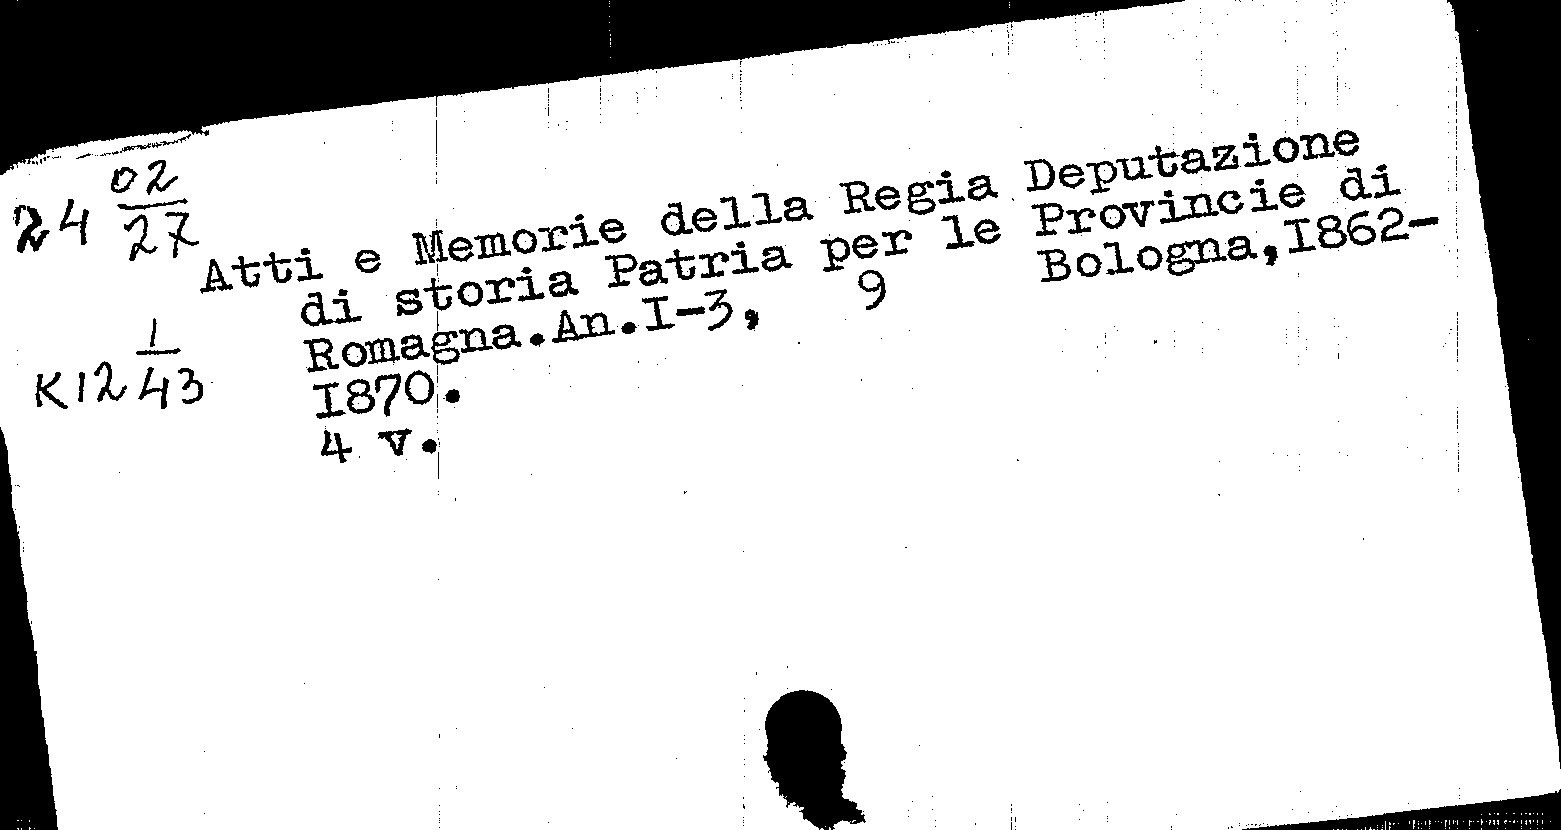 24 02/27
Atti e Memorie della Regia Deputazione
di storia Patria per le Provincie di
Romagna.An.I-3, 9 Bologna,I862-
I870.
4 v.
K12 1/43